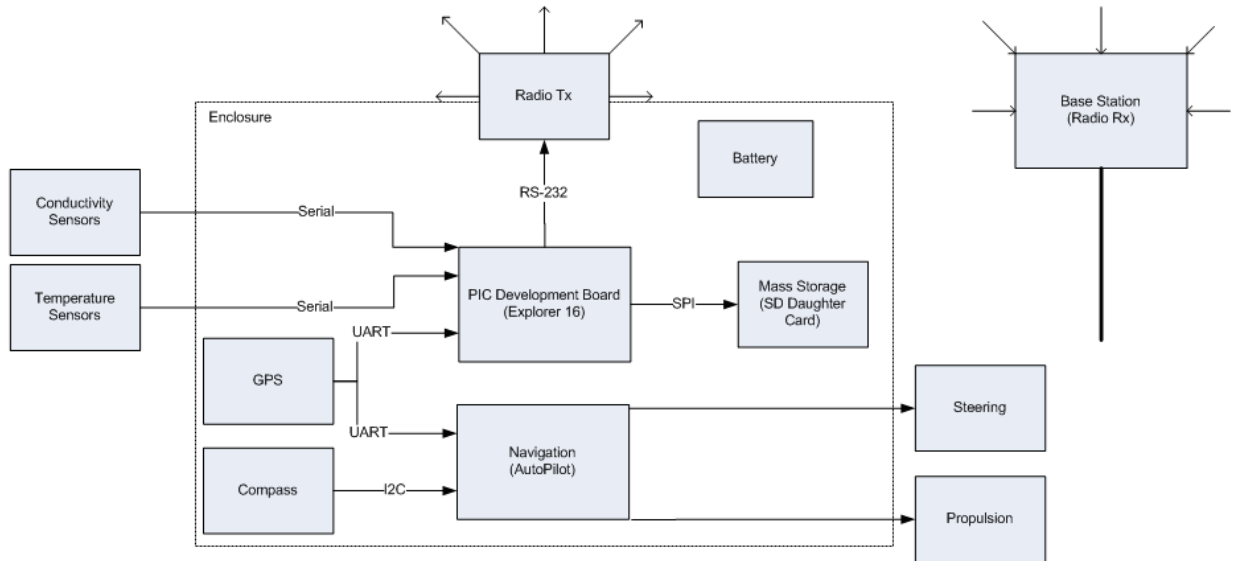 Radio Tx
Base Station
(Radio Rx)
Enclosure
Battery
Conductivity
Sensors
Serial
RS-232
Temperature
Sensors
Serial
PIC Development Board
(Explorer 16)
SPI
Mass Storage
(SD Daughter
Card)
UART
GPS
UART
Steering
Navigation
(AutoPilot)
Compass
I2C
Propulsion